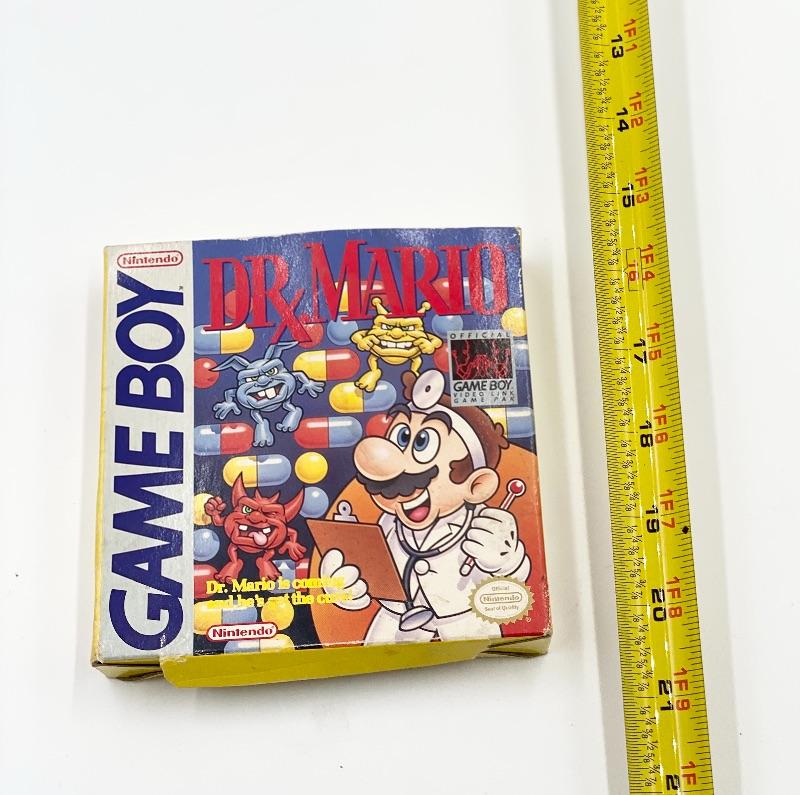 Nintendo
GAME BOY
DR. MARIO
OFFICIAL
GAME BOY
VIDEO LINK
GAME PAK
Dr. Mario is coming
and he's got the cure!
Official
Nintendo
Seal of Quality
Nintendo
1F1
13
1F2
14
1F3
15
1F4
16
1F5
17
1F6
18
1F7
19
1F8
20
1F9
21
1F
2